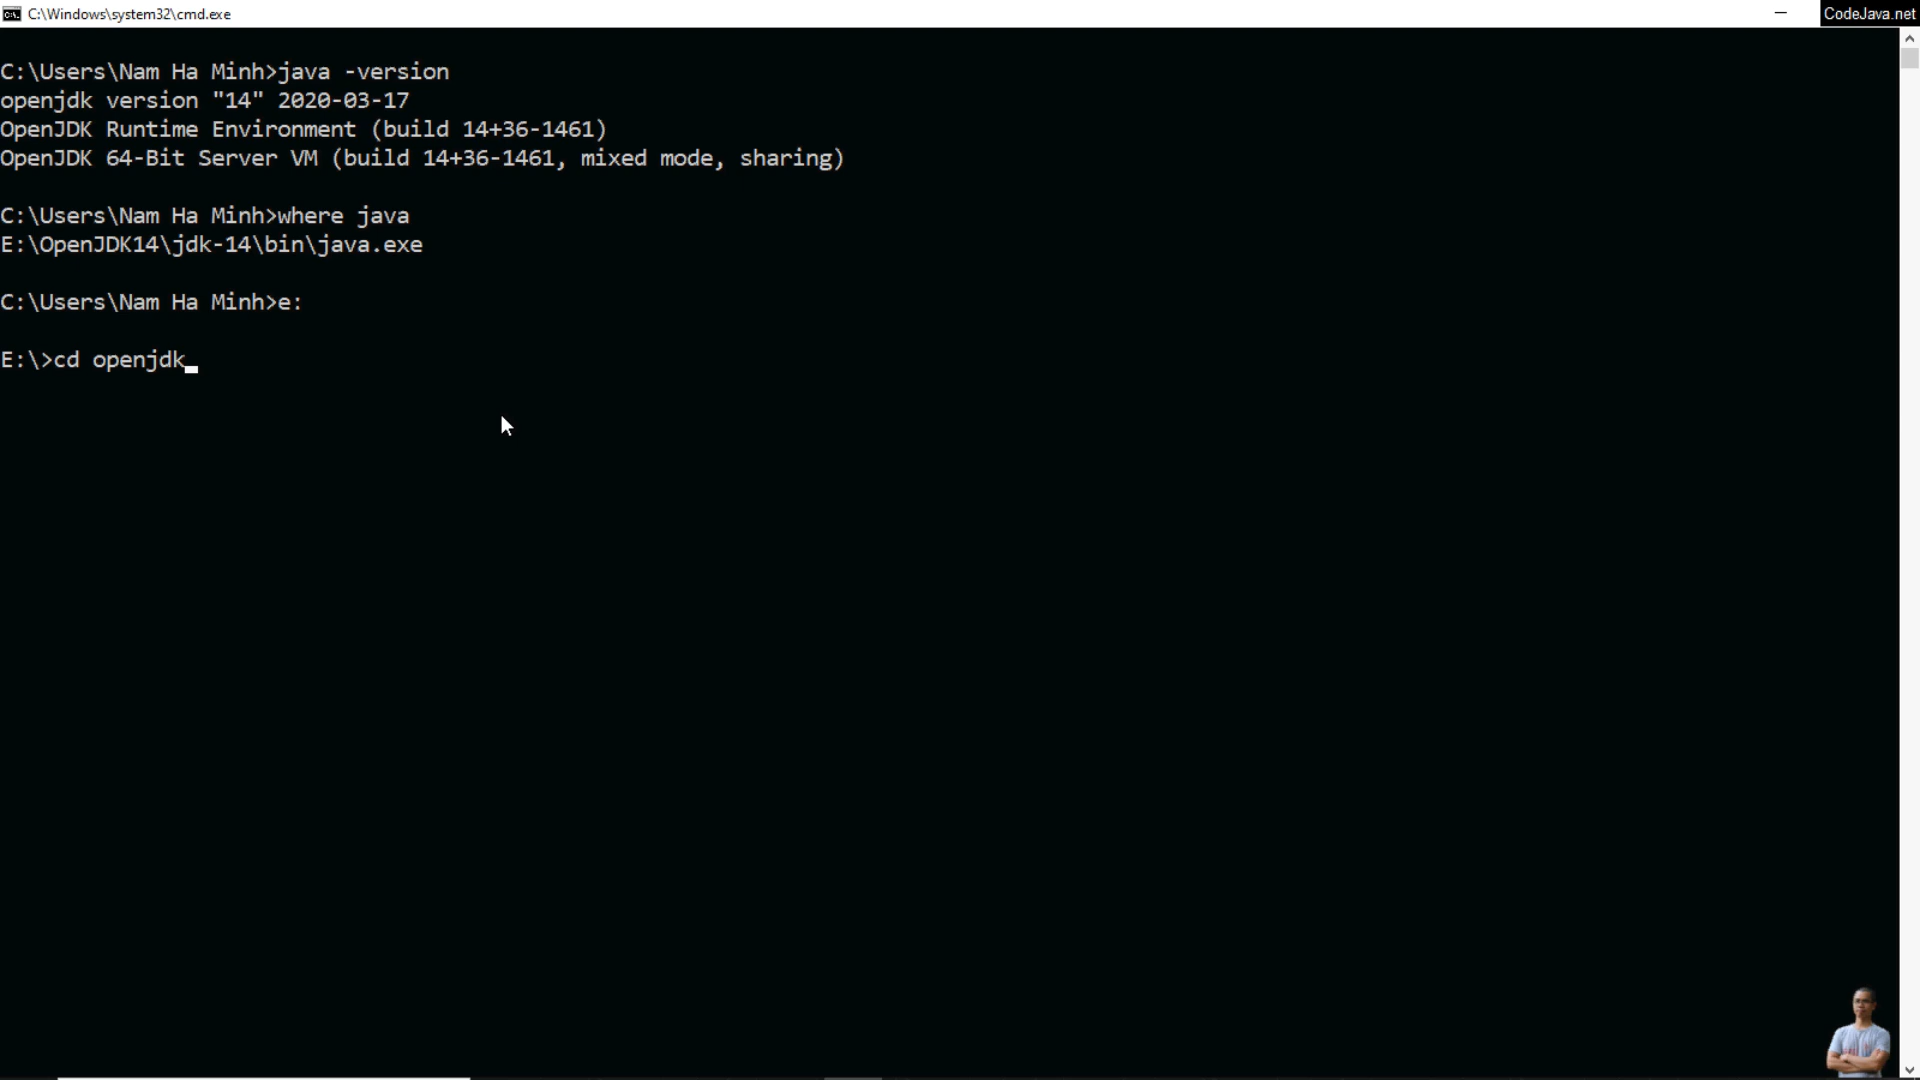 C:\Windows\system32\cmd.exe
CodeJava.net
C:\Users\Nam Ha Minh>java -version
openjdk version "14" 2020-03-17
OpenJDK Runtime Environment (build 14+36-1461)
OpenJDK 64-Bit Server VM (build 14+36-1461, mixed mode, sharing)
C:\Users\Nam Ha Minh>where java
E:\OpenJDK14\jdk-14\bin\java.exe
C:\Users\Nam Ha Minh>e:
E:\>cd openjdk